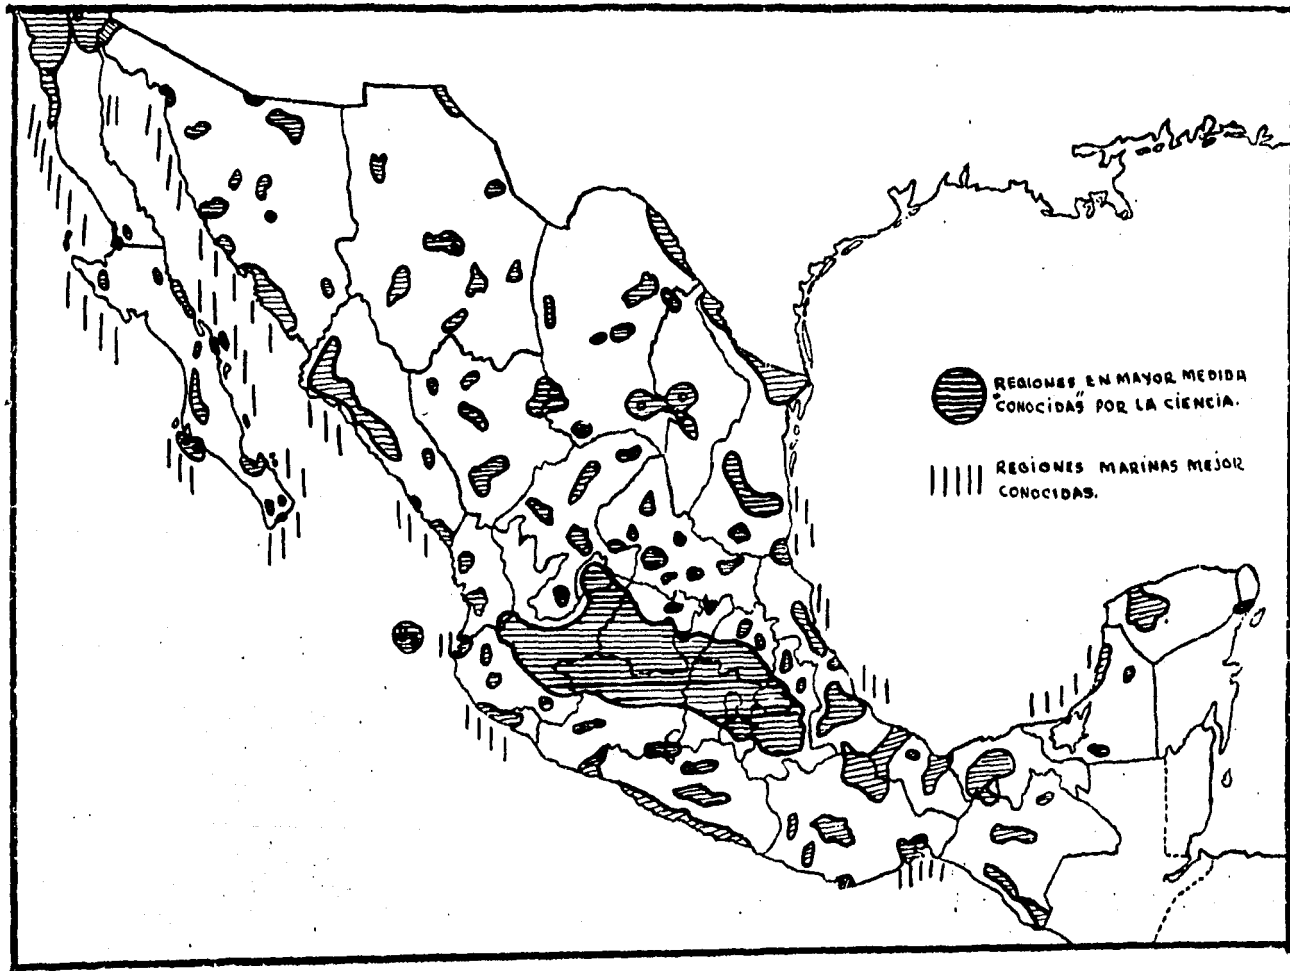 REGIONES EN MAYOR MEDIDA
"CONOCIDAS" POR LA CIENCIA.
REGIONES MARINAS MEJOR
CONOCIDAS.